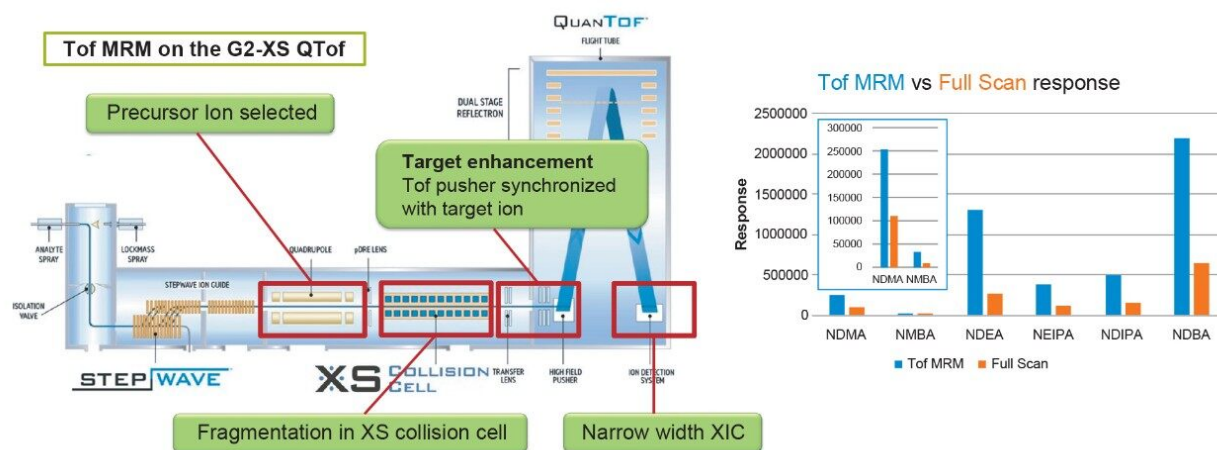 Tof MRM on the G2-XS QTof
QUANTOF
FLIGHT TUBE
DUAL STAGE
REFLECTRON
Precursor Ion selected
Target enhancement
Tof pusher synchronized
with target ion
ANALYTE
SPRAY
LOCKMASS
SPRAY
ISOLATION
VALVE
STEPWAVE ION GUIDE
QUADRUPOLE
pDRE LENS
STEPWAVE
XS COLLISION
CELL
TRANSFER
LENS
HIGH FIELD
PUSHER
ION DETECTION
SYSTEM
Fragmentation in XS collision cell
Narrow width XIC
Tof MRM vs Full Scan response
Response
2500000
2000000
1500000
1000000
500000
0
300000
250000
200000
150000
100000
50000
0
NDMA NMBA
NDMA NMBA NDEA NEIPA NDIPA NDBA
Tof MRM Full Scan